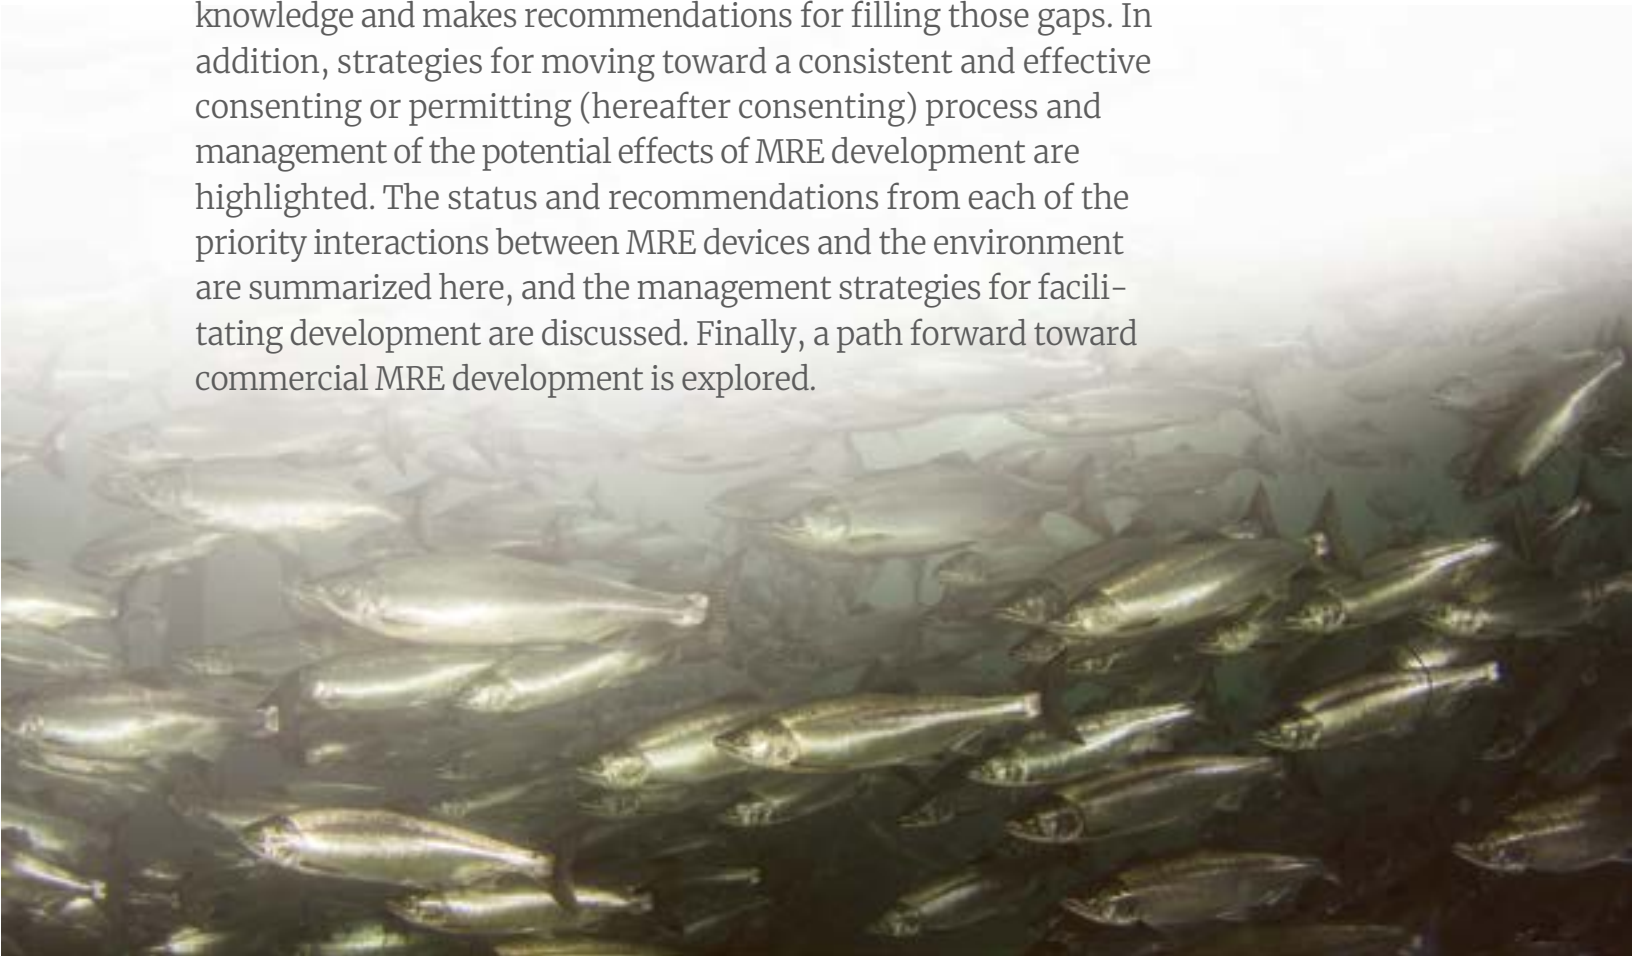 knowledge and makes recommendations for filling those gaps. In
addition, strategies for moving toward a consistent and effective
consenting or permitting (hereafter consenting) process and
management of the potential effects of MRE development are
highlighted. The status and recommendations from each of the
priority interactions between MRE devices and the environment
are summarized here, and the management strategies for facili-
tating development are discussed. Finally, a path forward toward
commercial MRE development is explored.